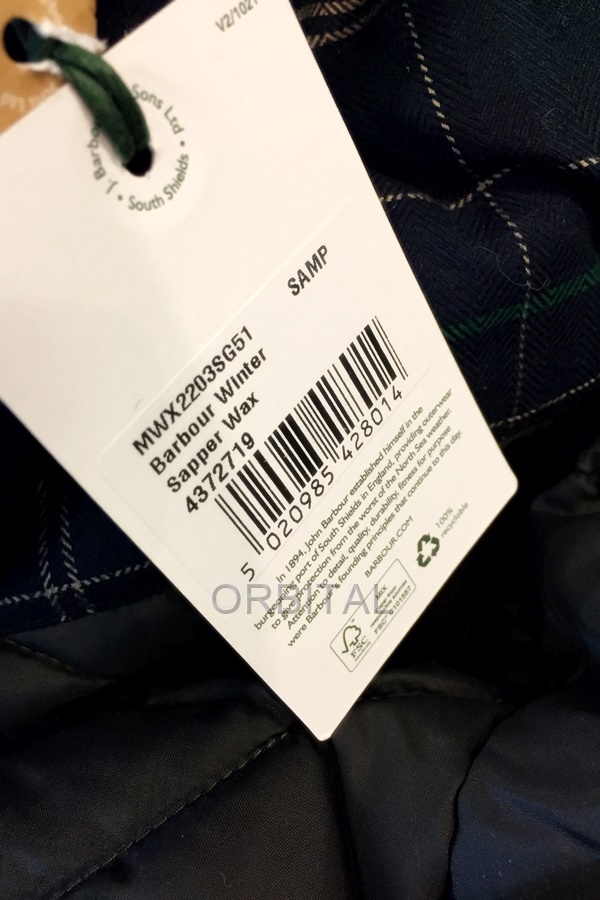 V2/1021
J. Barbour Sons Ltd • South Shields •
SAMP
MWX2203SG51
Barbour Winter
Sapper Wax
4372719
5 020985 428014
In 1894, John Barbour established himself in the
burgeoning port of South Shields in England, providing outerwear
to give protection from the worst of the North Sea weather.
Attention to detail, quality, durability, fitness for purpose
were Barbour's founding principles that continue to this day.
BARBOUR.COM
100%
recyclable
FSC
MIX
FSC™ C101887
ORBITAL